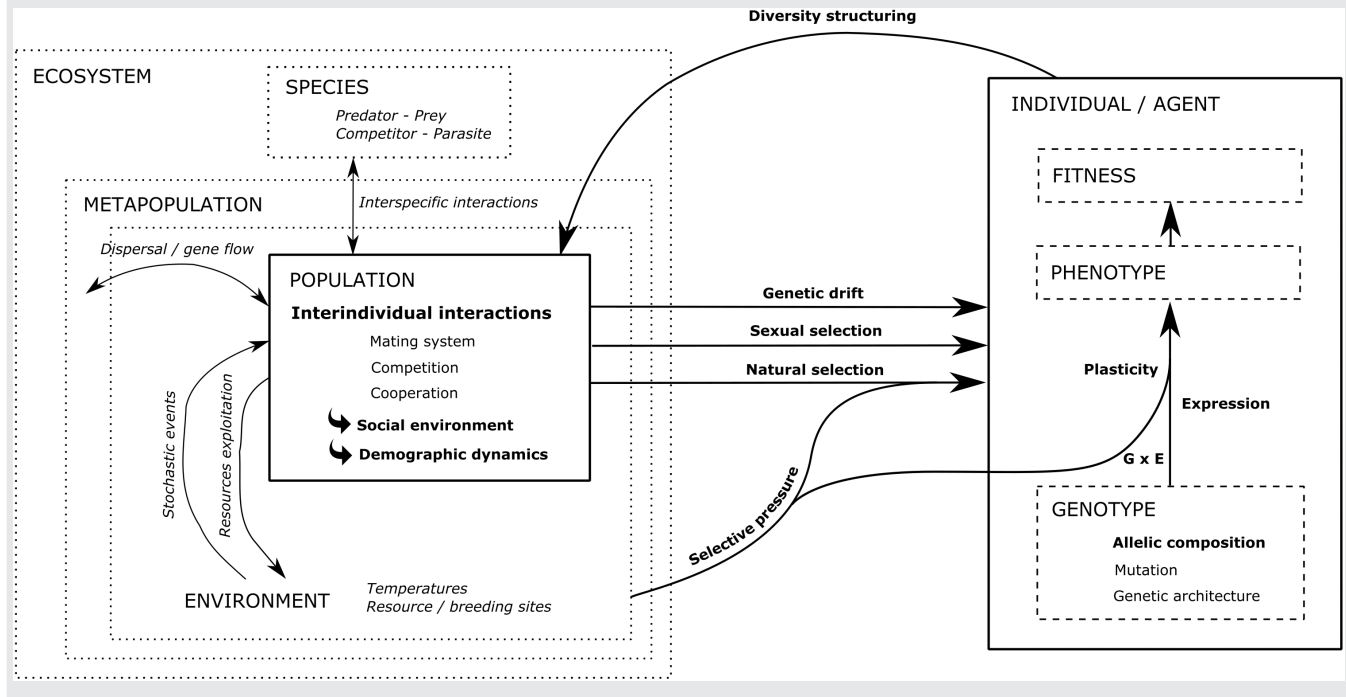 Diversity structuring
ECOSYSTEM
SPECIES
Predator - Prey
Competitor - Parasite
Interspecific interactions
METAPOPULATION
Dispersal / gene flow
POPULATION
Interindividual interactions
Mating system
Competition
Cooperation
Social environment
Demographic dynamics
Stochastic events
Resources exploitation
ENVIRONMENT
Temperatures
Resource / breeding sites
Genetic drift
Sexual selection
Natural selection
Selective pressure
INDIVIDUAL / AGENT
FITNESS
PHENOTYPE
Plasticity
Expression
G x E
GENOTYPE
Allelic composition
Mutation
Genetic architecture